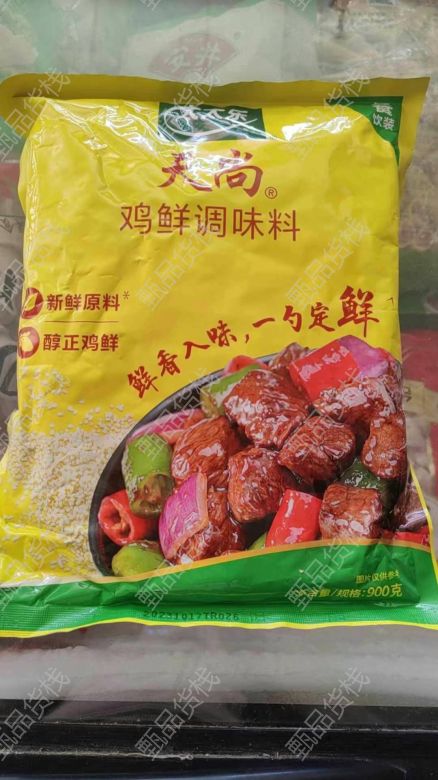 太太乐
餐
饮装
天尚®
鸡鲜调味料
新鲜原料*
醇正鸡鲜
鲜香入味，一勺定鲜
图片仅供参考
净含量/规格:900克
20231017TR026
甄品货栈